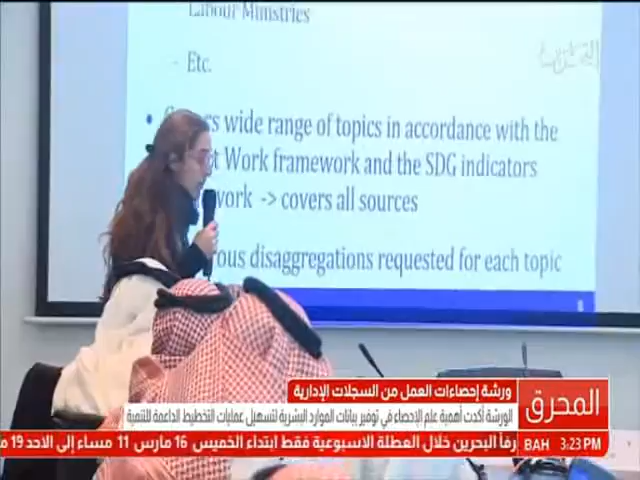 Labour Ministries
– Etc.
• wide range of topics in accordance with the
Work framework and the SDG indicators
work -> covers all sources
disaggregations requested for each topic
المحرق
ورشة إحصاءات العمل من السجلات الإدارية
الورشة أكدت أهمية علم الإحصاء في توفير بيانات الموارد البشرية لتسهيل عمليات التخطيط الداعمة للتنمية
BAH 3:23 PM
رفأ البحرين خلال العطلة الاسبوعية فقط ابتداء الخميس 16 مارس 11 مساء إلى الاحد 19